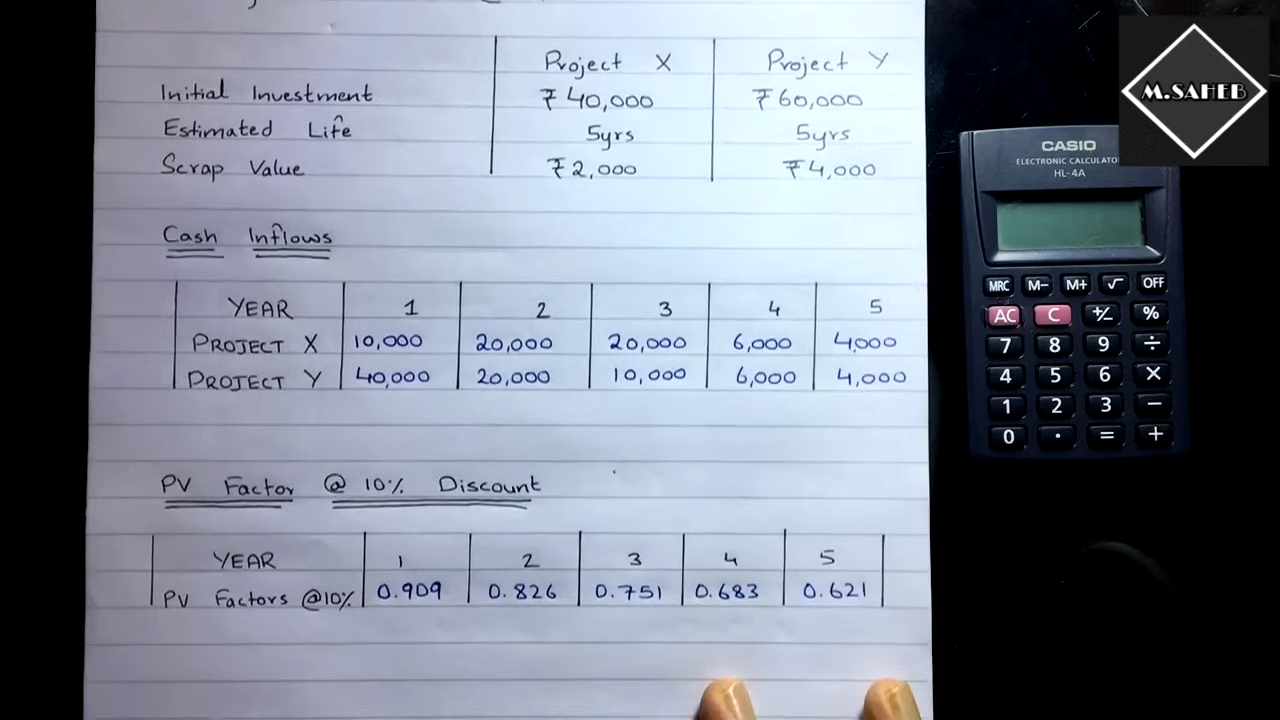 Project X Project Y
Initial Investment ₹40,000 ₹60,000
Estimated Life 5yrs 5yrs
Scrap Value ₹2,000 ₹4,000
Cash Inflows
YEAR 1 2 3 4 5
PROJECT X 10,000 20,000 20,000 6,000 4,000
PROJECT Y 40,000 20,000 10,000 6,000 4,000
PV Factor @ 10% Discount
YEAR 1 2 3 4 5
PV Factors @10% 0.909 0.826 0.751 0.683 0.621
M.SAHEB
CASIO
ELECTRONIC CALCULATO
HL-4A
MRC M− M+ √ OFF
AC C +/− %
7 8 9 ÷
4 5 6 ×
1 2 3 −
0 · = +